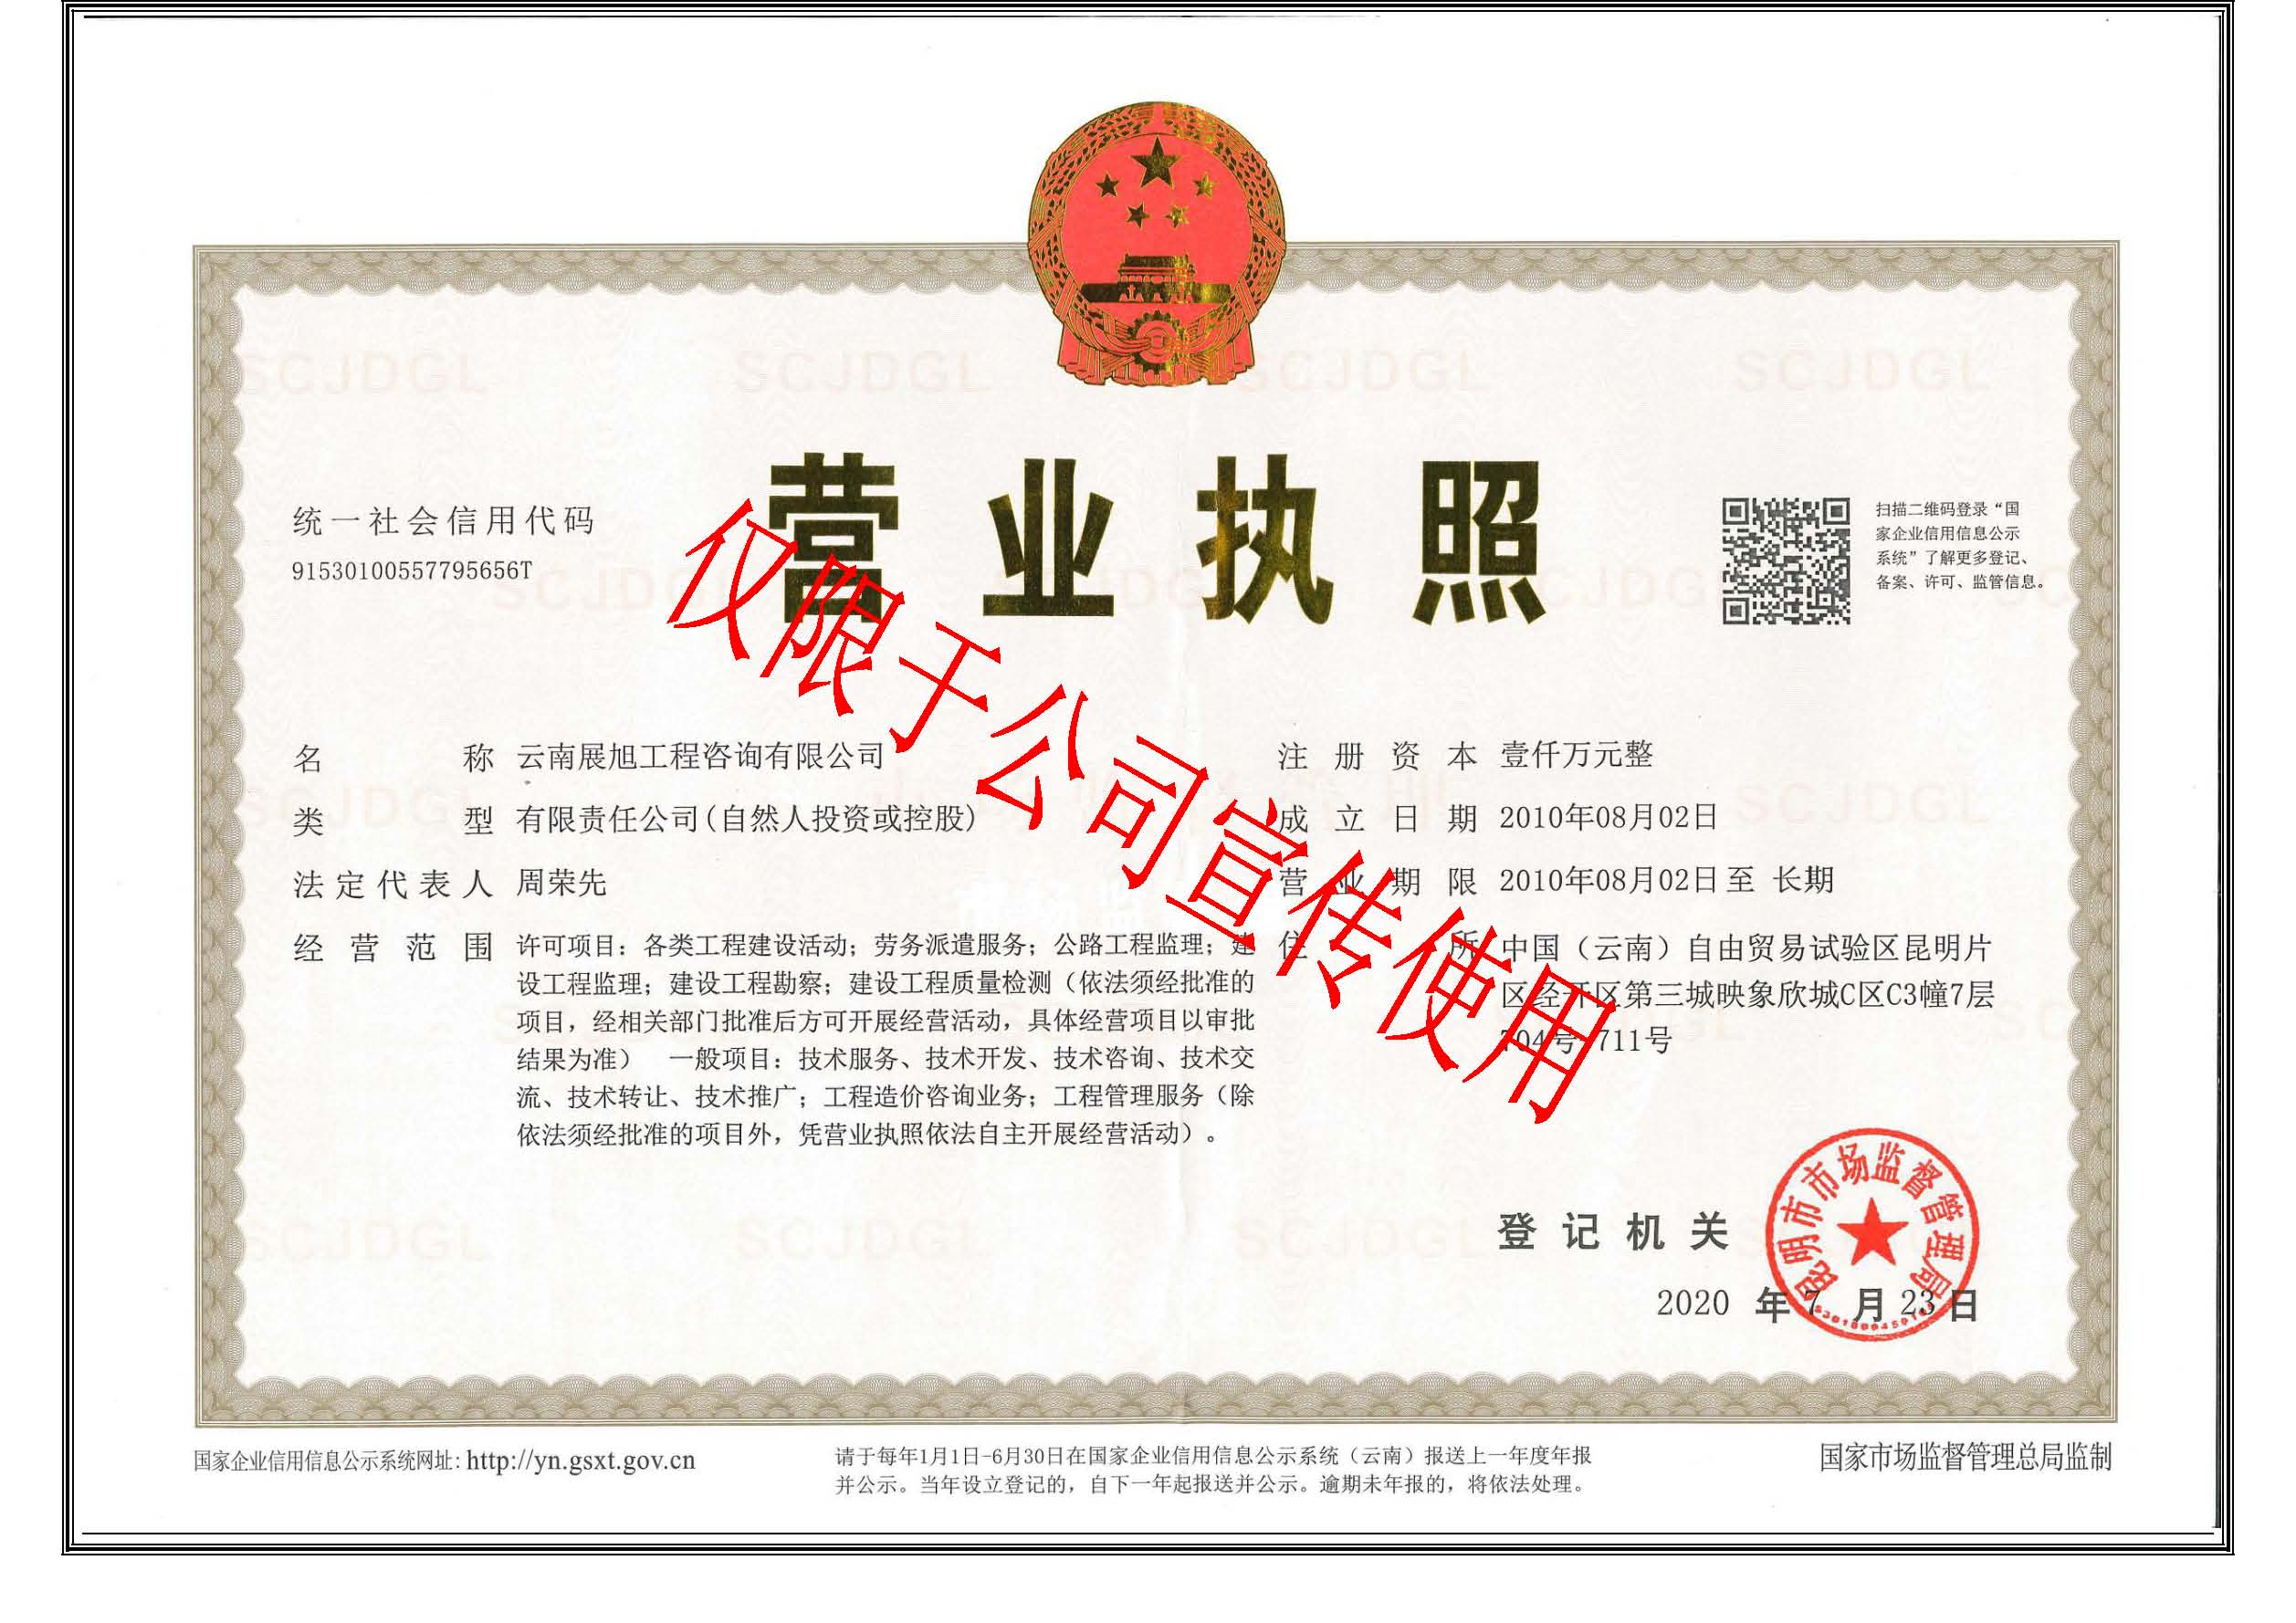 营业执照
统一社会信用代码
91530100557795656T
扫描二维码登录“国
家企业信用信息公示
系统”了解更多登记、
备案、许可、监管信息。
仅限于公司宣传使用
名称 云南展旭工程咨询有限公司
类型 有限责任公司(自然人投资或控股)
法定代表人 周荣先
经营范围 许可项目：各类工程建设活动；劳务派遣服务；公路工程监理；建
设工程监理；建设工程勘察；建设工程质量检测（依法须经批准的
项目，经相关部门批准后方可开展经营活动，具体经营项目以审批
结果为准） 一般项目：技术服务、技术开发、技术咨询、技术交
流、技术转让、技术推广；工程造价咨询业务；工程管理服务（除
依法须经批准的项目外，凭营业执照依法自主开展经营活动）。
注册资本 壹仟万元整
成立日期 2010年08月02日
营业期限 2010年08月02日至 长期
住所 中国（云南）自由贸易试验区昆明片
区经开区第三城映象欣城C区C3幢7层
704号 711号
登记机关
昆明市市场监督管理局
2020 年 7 月 23 日
国家企业信用信息公示系统网址：http://yn.gsxt.gov.cn
请于每年1月1日-6月30日在国家企业信用信息公示系统（云南）报送上一年度年报
并公示。当年设立登记的，自下一年起报送并公示。逾期未年报的，将依法处理。
国家市场监督管理总局监制
SCJDGL